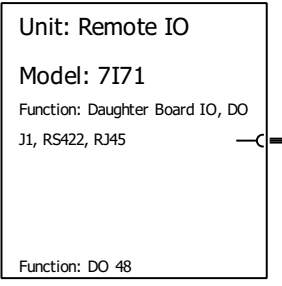 Unit: Remote IO
Model: 7I71
Function: Daughter Board IO, DO
J1, RS422, RJ45
Function: DO 48